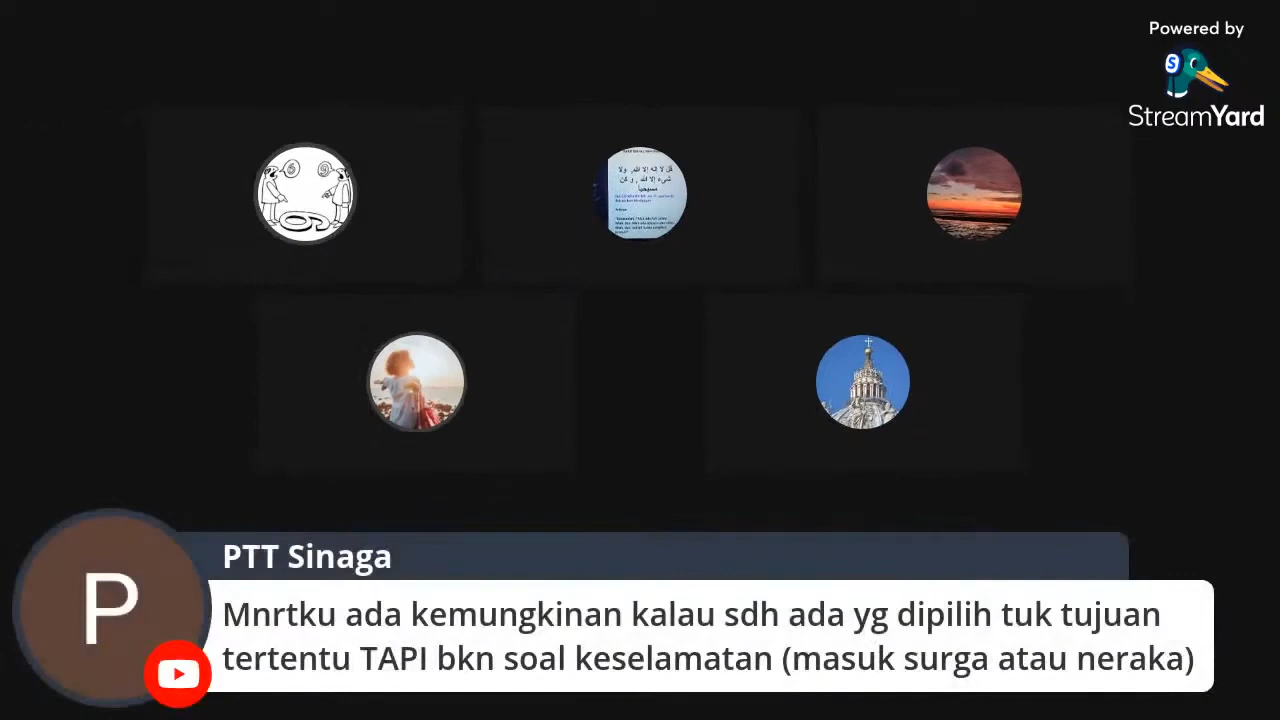 Powered by
StreamYard
PTT Sinaga
Mnrtku ada kemungkinan kalau sdh ada yg dipilih tuk tujuan
tertentu TAPI bkn soal keselamatan (masuk surga atau neraka)
P